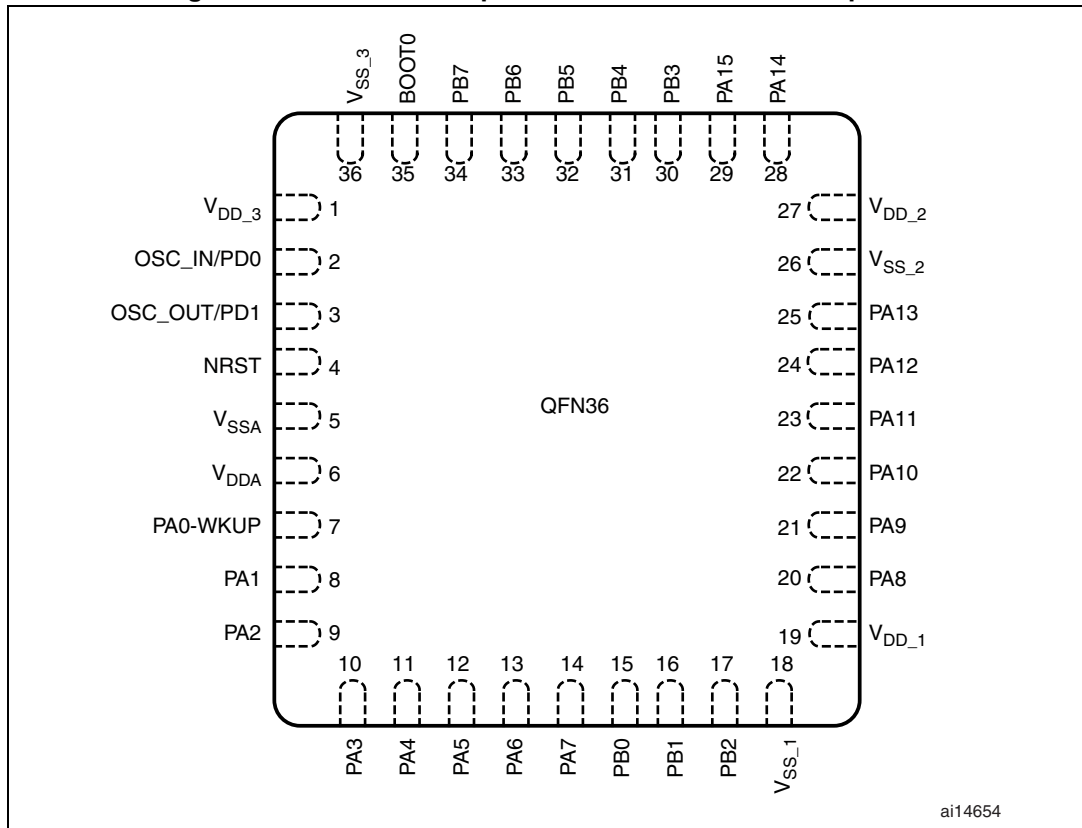 VSS_3
BOOT0
PB7
PB6
PB5
PB4
PB3
PA15
PA14
36 35 34 33 32 31 30 29 28
VDD_3 1 27 VDD_2
OSC_IN/PD0 2 26 VSS_2
OSC_OUT/PD1 3 25 PA13
NRST 4 24 PA12
QFN36
VSSA 5 23 PA11
VDDA 6 22 PA10
PA0-WKUP 7 21 PA9
PA1 8 20 PA8
PA2 9 19 VDD_1
10 11 12 13 14 15 16 17 18
PA3
PA4
PA5
PA6
PA7
PB0
PB1
PB2
VSS_1
ai14654